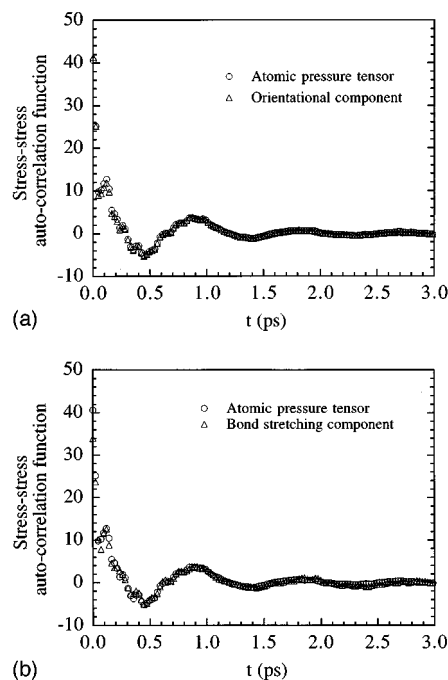 50
40
30
20
10
0
-10
Stress-stress
auto-correlation function
Atomic pressure tensor
Orientational component
0.0 0.5 1.0 1.5 2.0 2.5 3.0
t (ps)
(a)
50
40
30
20
10
0
-10
Stress-stress
auto-correlation function
Atomic pressure tensor
Bond stretching component
0.0 0.5 1.0 1.5 2.0 2.5 3.0
t (ps)
(b)